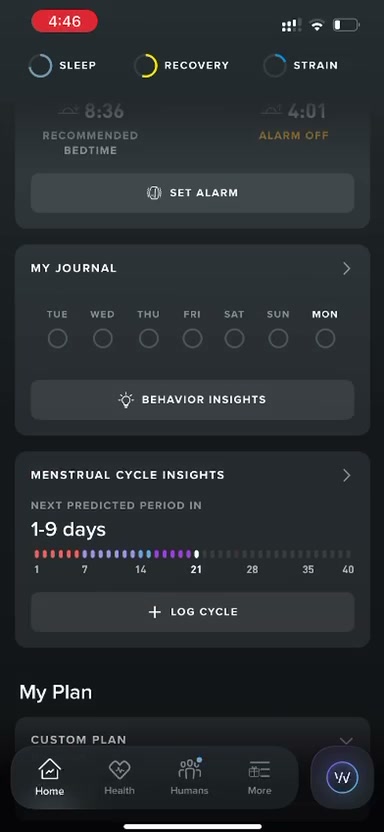 4:46
SLEEP RECOVERY STRAIN
8:36 4:01
RECOMMENDED BEDTIME ALARM OFF
SET ALARM
MY JOURNAL
TUE WED THU FRI SAT SUN MON
BEHAVIOR INSIGHTS
MENSTRUAL CYCLE INSIGHTS
NEXT PREDICTED PERIOD IN
1-9 days
1 7 14 21 28 35 40
+ LOG CYCLE
My Plan
CUSTOM PLAN
Home Health Humans More
W